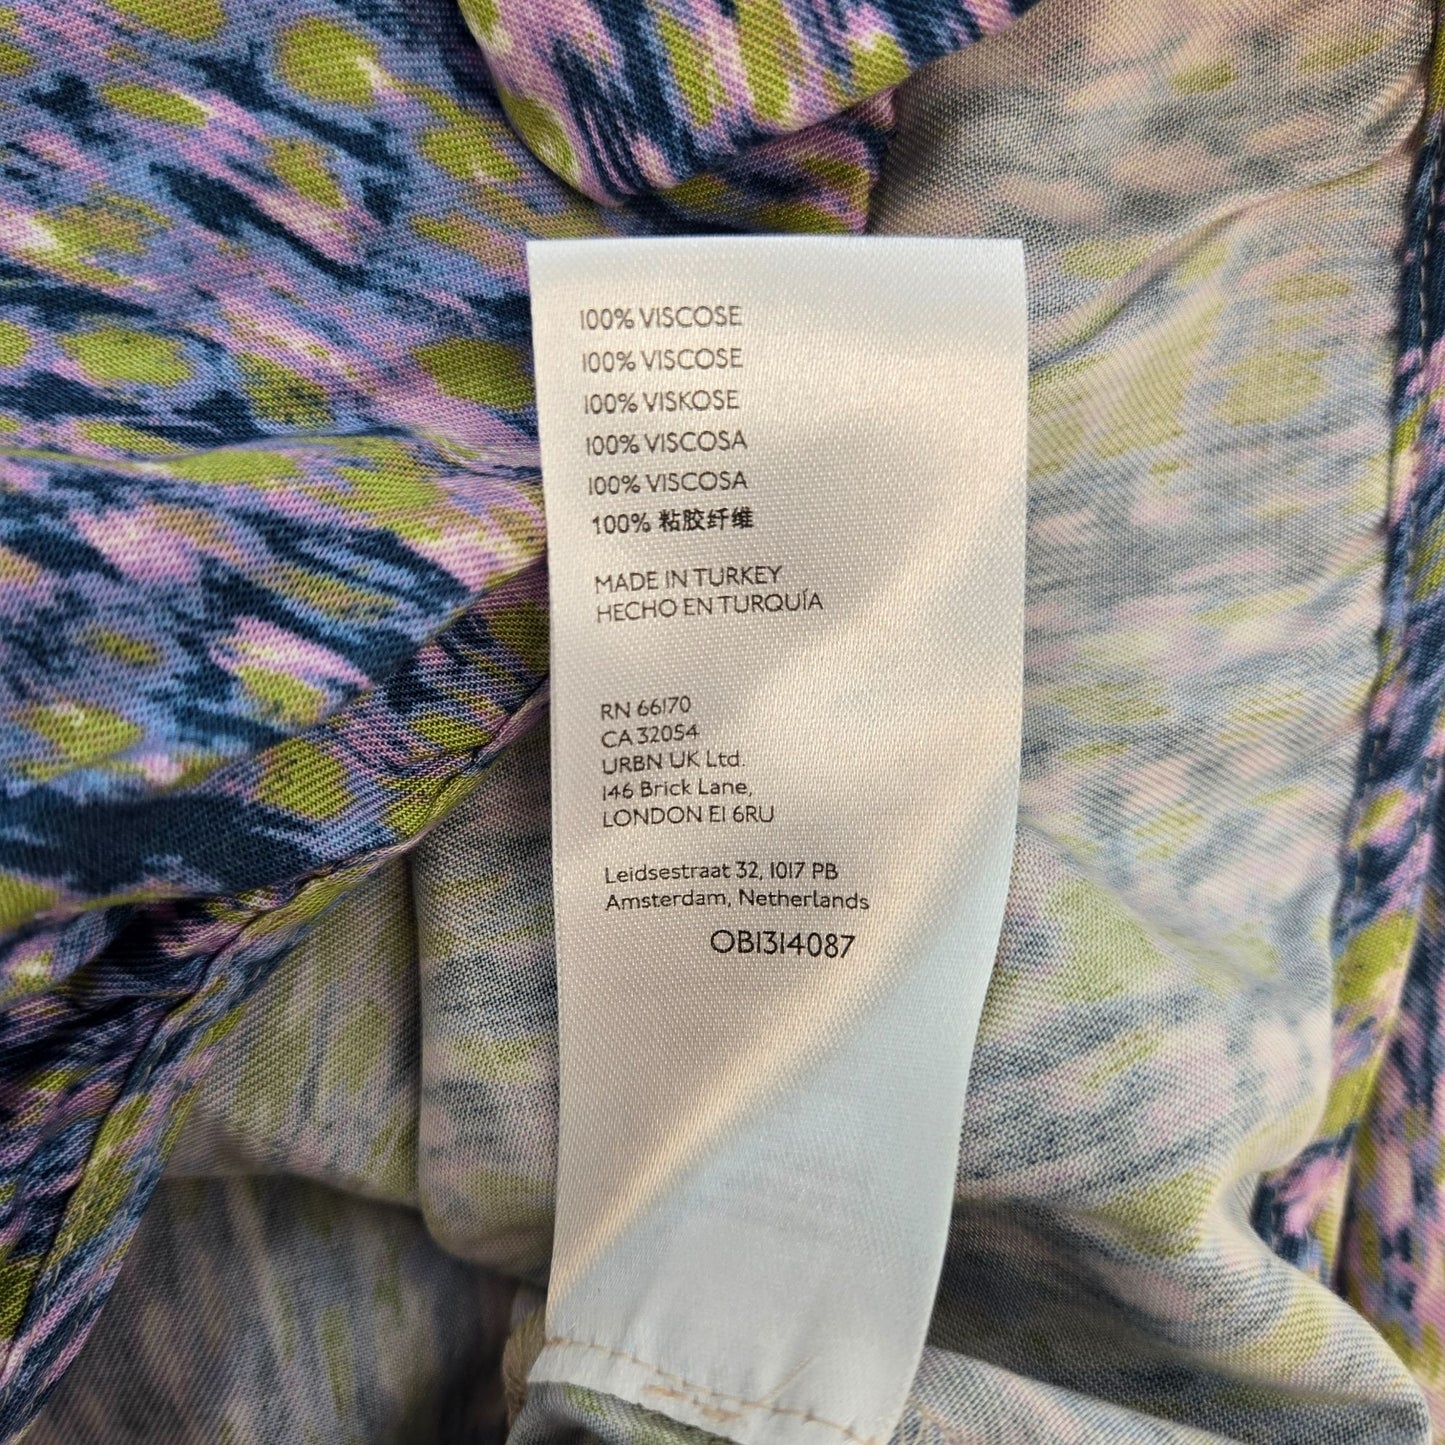 100% VISCOSE
100% VISCOSE
100% VISKOSE
100% VISCOSA
100% VISCOSA
100% 粘胶纤维
MADE IN TURKEY
HECHO EN TURQUÍA
RN 66170
CA 32054
URBN UK Ltd.
146 Brick Lane,
LONDON E1 6RU
Leidsestraat 32, 1017 PB
Amsterdam, Netherlands
OB1314087